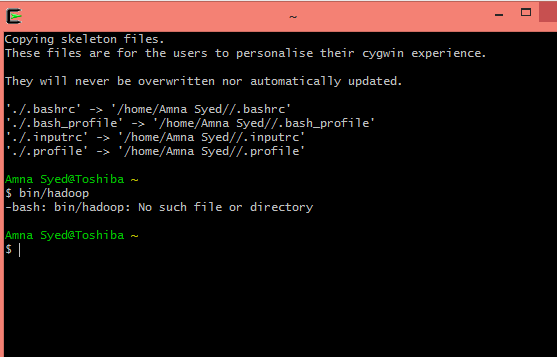 ~
Copying skeleton files.
These files are for the users to personalise their cygwin experience.
They will never be overwritten nor automatically updated.
'./.bashrc' -> '/home/Amna Syed//.bashrc'
'./.bash_profile' -> '/home/Amna Syed//.bash_profile'
'./.inputrc' -> '/home/Amna Syed//.inputrc'
'./.profile' -> '/home/Amna Syed//.profile'
Amna Syed@Toshiba ~
$ bin/hadoop
-bash: bin/hadoop: No such file or directory
Amna Syed@Toshiba ~
$